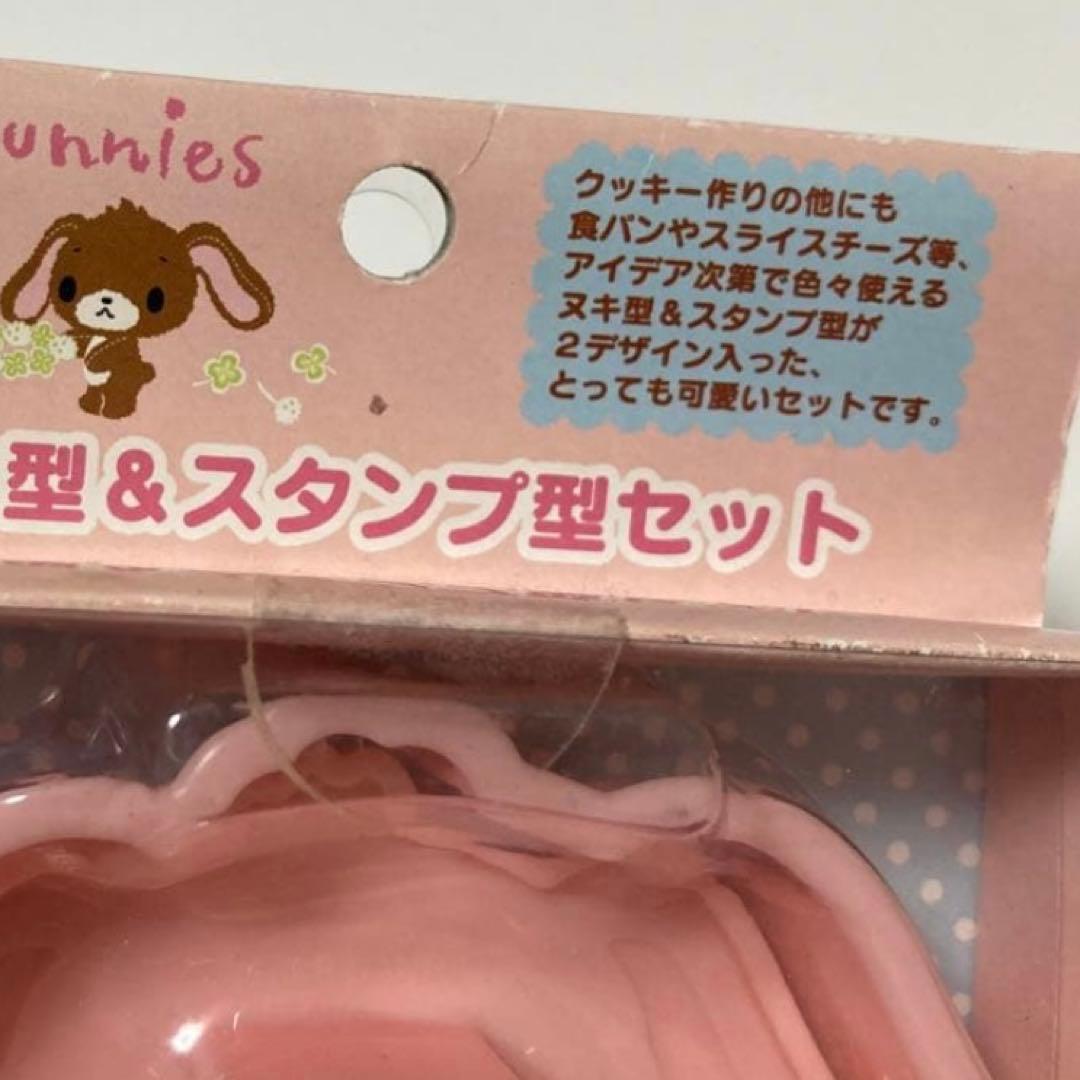 unnies
クッキー作りの他にも
食パンやスライスチーズ等、
アイデア次第で色々使える
ヌキ型＆スタンプ型が
2デザイン入った、
とっても可愛いセットです。
型&スタンプ型セット